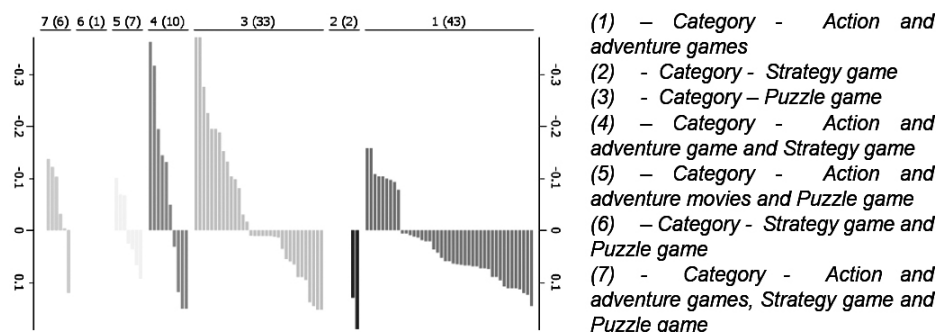 7 (6) 6 (1) 5 (7) 4 (10) 3 (33) 2 (2) 1 (43)
-0.3 -0.3
-0.2 -0.2
-0.1 -0.1
0 0
0.1 0.1
(1) – Category - Action and
adventure games
(2) - Category - Strategy game
(3) - Category – Puzzle game
(4) – Category - Action and
adventure game and Strategy game
(5) – Category - Action and
adventure movies and Puzzle game
(6) – Category - Strategy game and
Puzzle game
(7) - Category - Action and
adventure games, Strategy game and
Puzzle game